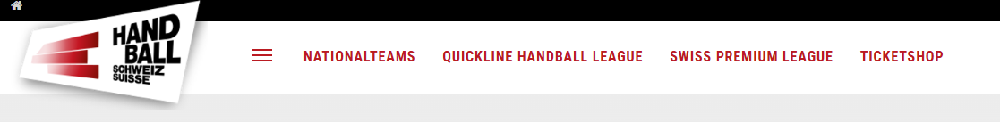 HAND
BALL
SCHWEIZ
SUISSE
NATIONALTEAMS QUICKLINE HANDBALL LEAGUE SWISS PREMIUM LEAGUE TICKETSHOP